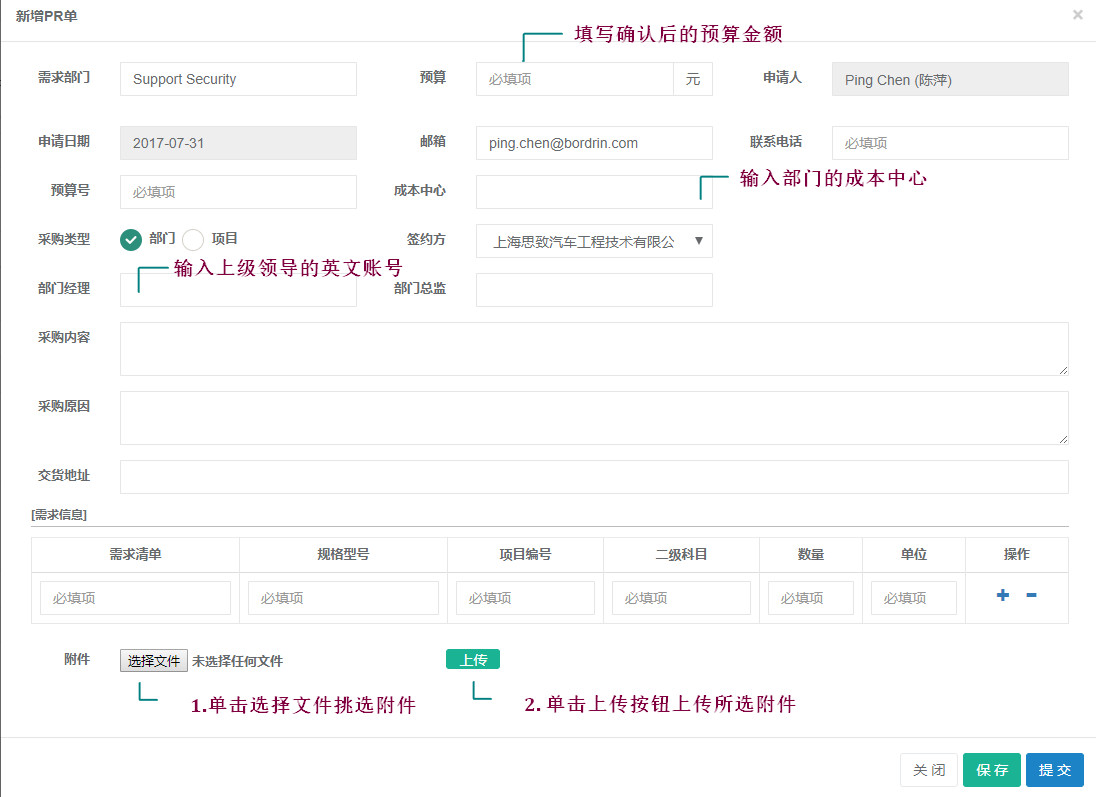 新增PR单 ×
填写确认后的预算金额
需求部门 Support Security 预算 必填项 元 申请人 Ping Chen (陈萍)
申请日期 2017-07-31 邮箱 ping.chen@bordrin.com 联系电话 必填项
输入部门的成本中心
预算号 必填项 成本中心
采购类型 部门 项目 签约方 上海思致汽车工程技术有限公
输入上级领导的英文账号
部门经理 部门总监
采购内容
采购原因
交货地址
[需求信息]
需求清单 规格型号 项目编号 二级科目 数量 单位 操作
必填项 必填项 必填项 必填项 必填项 必填项
附件 选择文件 未选择任何文件 上传
1.单击选择文件挑选附件 2.单击上传按钮上传所选附件
关闭 保存 提交